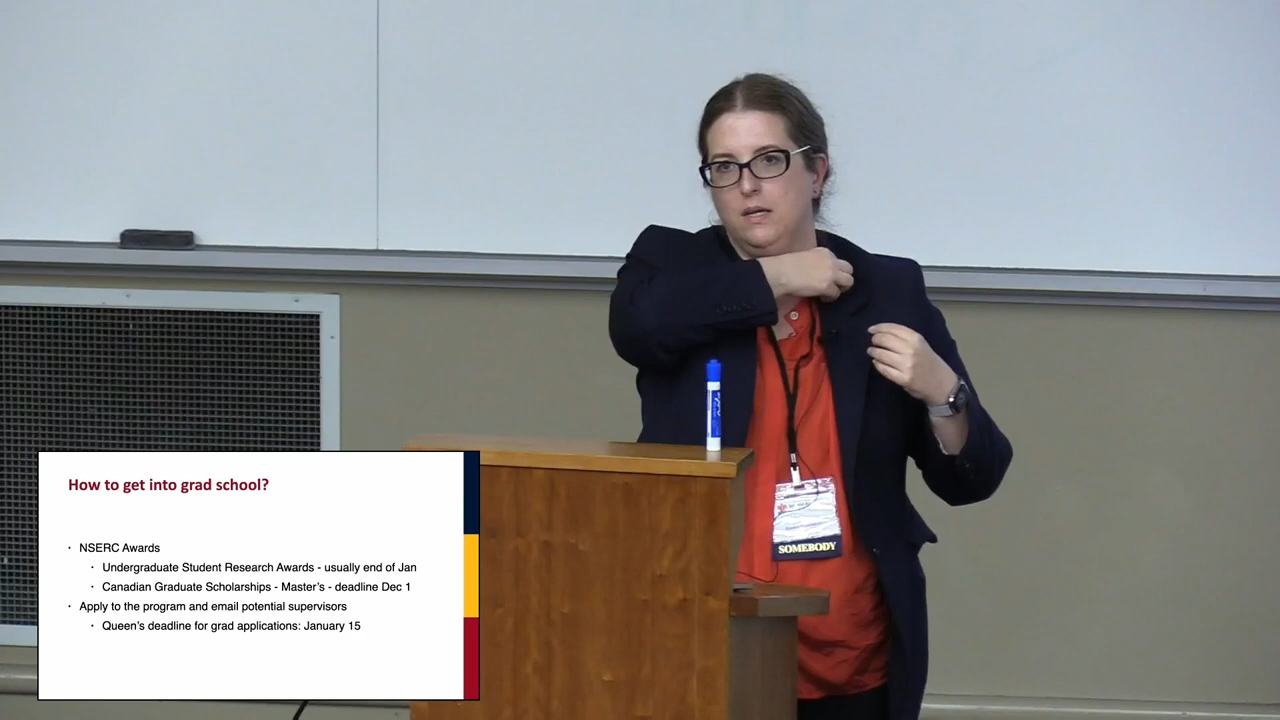 How to get into grad school?
· NSERC Awards
· Undergraduate Student Research Awards - usually end of Jan
· Canadian Graduate Scholarships - Master's - deadline Dec 1
· Apply to the program and email potential supervisors
· Queen's deadline for grad applications: January 15
SOMEBODY